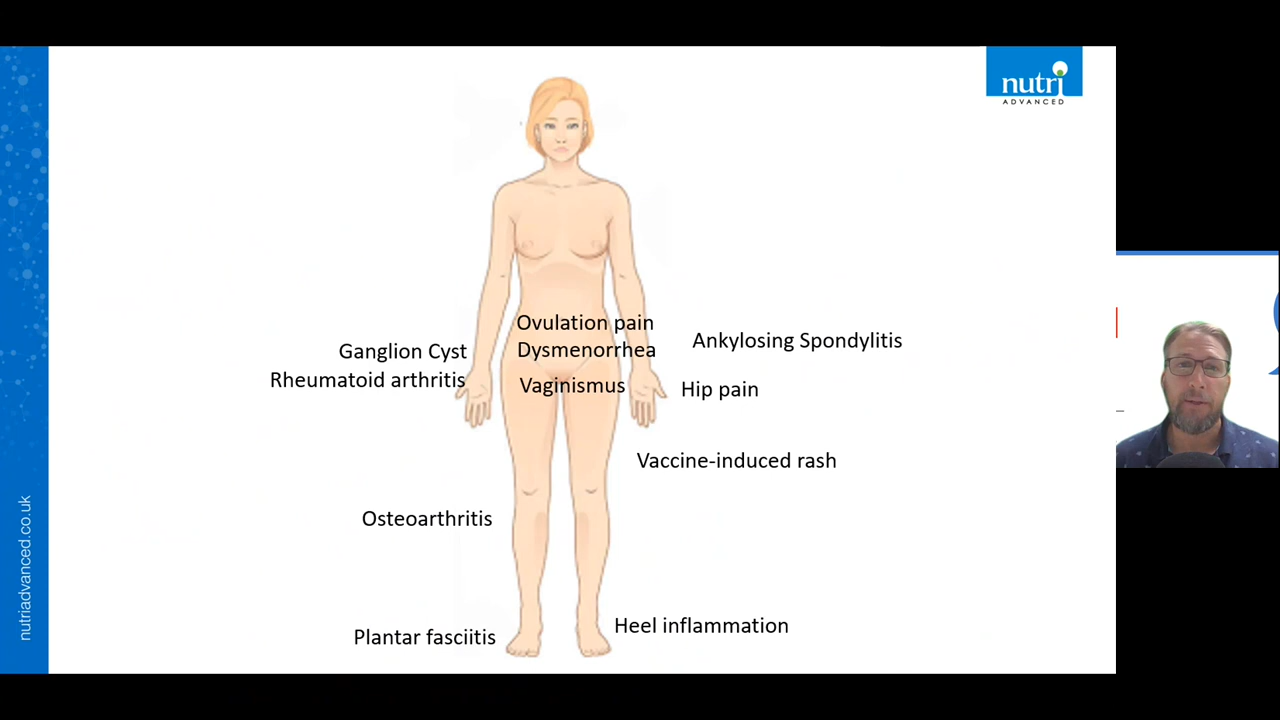 nutri
ADVANCED
Ovulation pain
Dysmenorrhea
Vaginismus
Ganglion Cyst
Rheumatoid arthritis
Ankylosing Spondylitis
Hip pain
Vaccine-induced rash
Osteoarthritis
Plantar fasciitis
Heel inflammation
nutriadvanced.co.uk